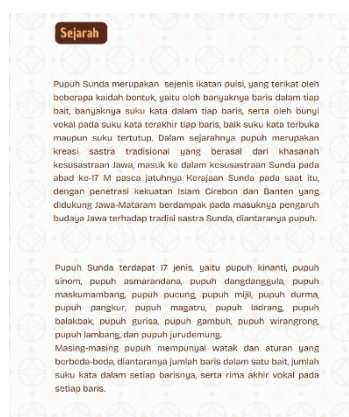 Sejarah
Pupuh Sunda merupakan sejenis ikatan puisi, yang terikat oleh
beberapa kaidah bentuk, yaitu oleh banyaknya baris dalam tiap
bait, banyaknya suku kata dalam tiap baris, serta oleh bunyi
vokal pada suku kata terakhir tiap baris, baik suku kata terbuka
maupun suku tertutup. Dalam sejarahnya pupuh merupakan
kreasi sastra tradisional yang berasal dari khasanah
kesusastraan Jawa, masuk ke dalam kesusastraan Sunda pada
abad ke-17 M pasca jatuhnya Kerajaan Sunda pada saat itu,
dengan penetrasi kekuatan Islam Cirebon dan Banten yang
didukung Jawa-Mataram berdampak pada masuknya pengaruh
budaya Jawa terhadap tradisi sastra Sunda, diantaranya pupuh.
Pupuh Sunda terdapat 17 jenis, yaitu pupuh kinanti, pupuh
sinom, pupuh asmarandana, pupuh dangdanggula, pupuh
maskumambang, pupuh pucung, pupuh mijil, pupuh durma,
pupuh pangkur, pupuh magatru, pupuh ladrang, pupuh
balakbak, pupuh gurisa, pupuh gambuh, pupuh wirangrong,
pupuh lambang, dan pupuh jurudemung.
Masing-masing pupuh mempunyai watak dan aturan yang
berbeda-beda, diantaranya jumlah baris dalam satu bait, jumlah
suku kata dalam setiap barisnya, serta rima akhir vokal pada
setiap baris.